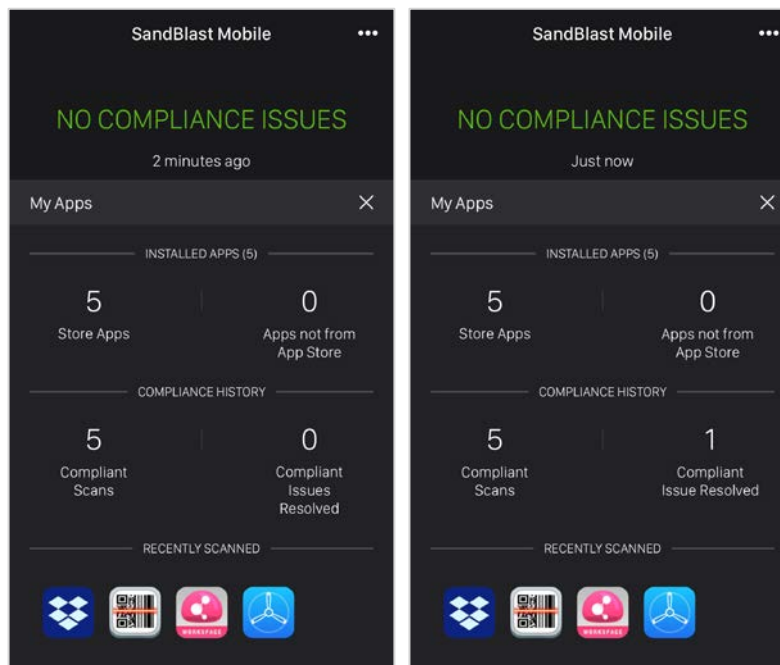 SandBlast Mobile
NO COMPLIANCE ISSUES
2 minutes ago
My Apps
INSTALLED APPS (5)
5
Store Apps
0
Apps not from
App Store
COMPLIANCE HISTORY
5
Compliant
Scans
0
Compliant
Issues
Resolved
RECENTLY SCANNED
WORKSPACE
SandBlast Mobile
NO COMPLIANCE ISSUES
Just now
My Apps
INSTALLED APPS (5)
5
Store Apps
0
Apps not from
App Store
COMPLIANCE HISTORY
5
Compliant
Scans
1
Compliant
Issue Resolved
RECENTLY SCANNED
WORKSPACE